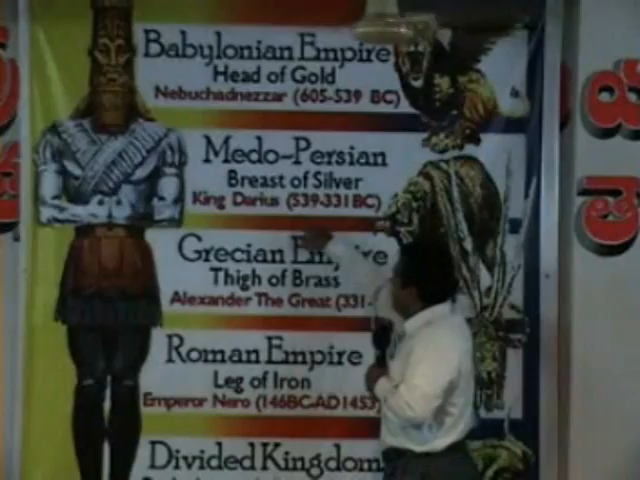 Babylonian Empire
Head of Gold
Nebuchadnezzar (605-539 BC)
Medo-Persian
Breast of Silver
King Darius (539-331BC)
Grecian
Thigh of Brass
Alexander The Great (331-
Roman Empire
Leg of Iron
Emperor Nero (146BC-AD1453)
Divided Kingdom